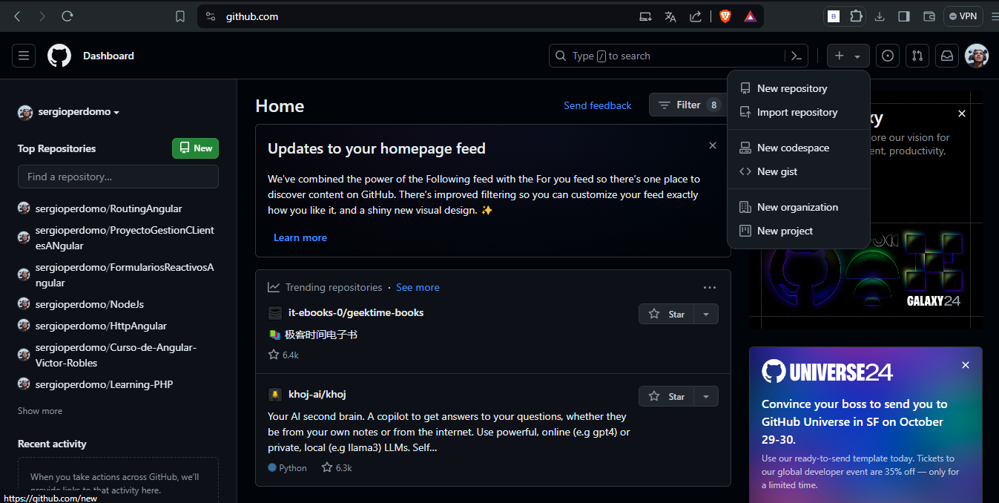 github.com
VPN
Dashboard
Type / to search
sergioperdomo
Top Repositories
New
Find a repository...
sergioperdomo/RoutingAngular
sergioperdomo/ProyectoGestionCLient
esANgular
sergioperdomo/FormulariosReactivosA
ngular
sergioperdomo/NodeJs
sergioperdomo/HttpAngular
sergioperdomo/Curso-de-Angular-
Victor-Robles
sergioperdomo/Learning-PHP
Show more
Recent activity
When you take actions across GitHub, we'll
provide links to that activity here.
https://github.com/new
Home
Send feedback
Filter 8
Updates to your homepage feed
We've combined the power of the Following feed with the For you feed so there's one place to
discover content on GitHub. There's improved filtering so you can customize your feed exactly
how you like it, and a shiny new visual design. ✨
Learn more
Trending repositories · See more
it-ebooks-0/geektime-books
Star
极客时间电子书
6.4k
khoj-ai/khoj
Star
Your AI second brain. A copilot to get answers to your questions, whether they
be from your own notes or from the internet. Use powerful, online (e.g gpt4) or
private, local (e.g llama3) LLMs. Self...
Python 6.3k
New repository
Import repository
New codespace
New gist
New organization
New project
xy
ore our vision for
ent, productivity,
GALAXY24
UNIVERSE24
Convince your boss to send you to
GitHub Universe in SF on October
29-30.
Use our ready-to-send template today. Tickets to
our global developer event are 35% off — only for
a limited time.